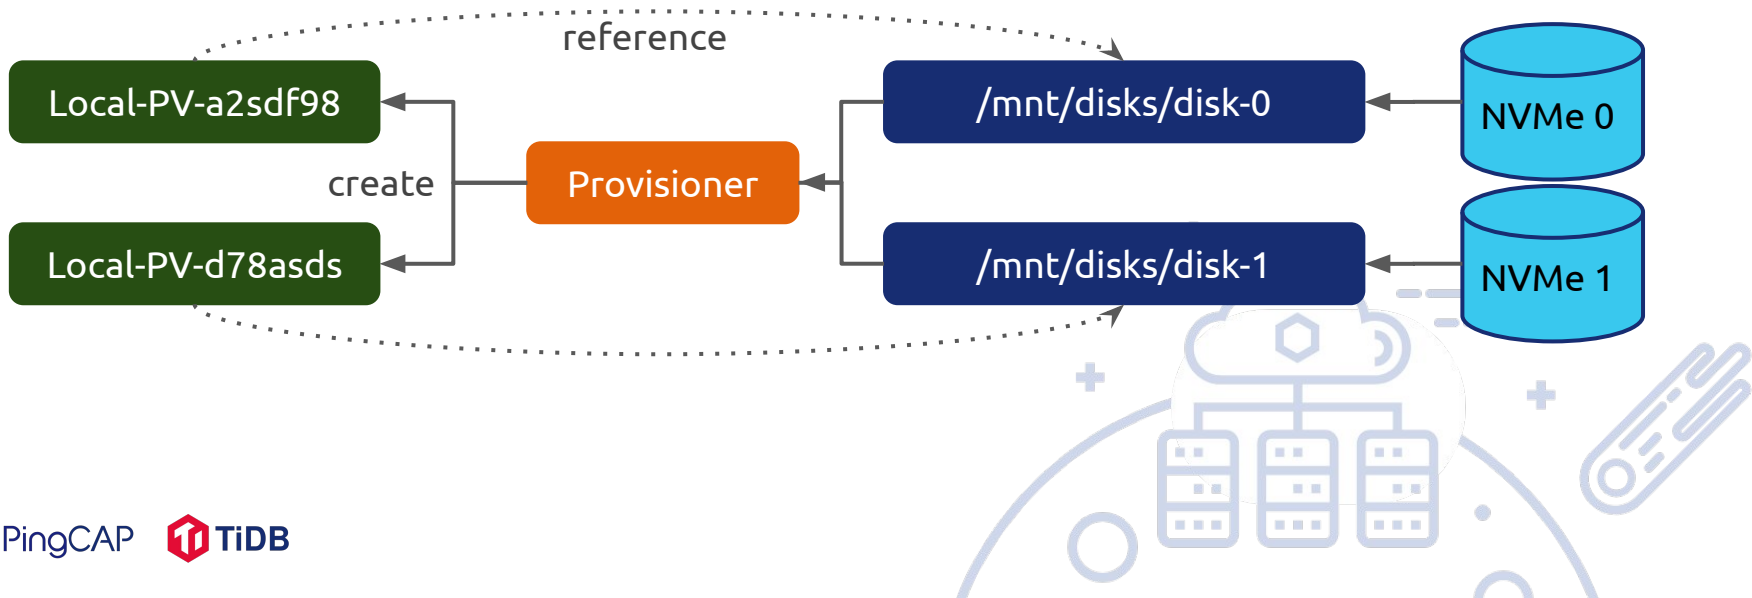 reference
Local-PV-a2sdf98
/mnt/disks/disk-0
NVMe 0
create
Provisioner
Local-PV-d78asds
/mnt/disks/disk-1
NVMe 1
PingCAP
TiDB